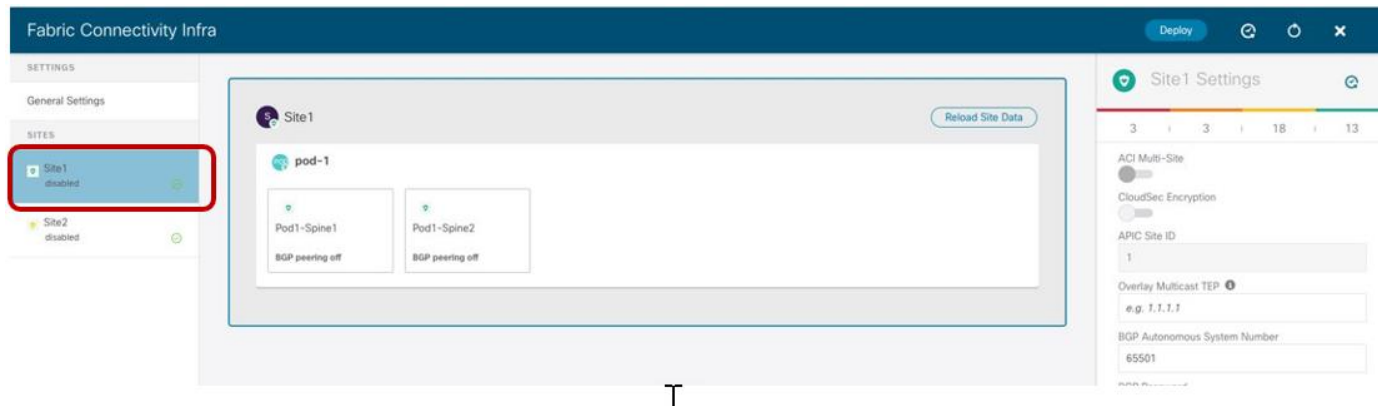 Fabric Connectivity Infra
Deploy
SETTINGS
General Settings
SITES
Site1
disabled
Site2
disabled
S
Site1
Reload Site Data
pod-1
Pod1-Spine1
BGP peering off
Pod1-Spine2
BGP peering off
Site1 Settings
3 3 18 13
ACI Multi-Site
CloudSec Encryption
APIC Site ID
1
Overlay Multicast TEP
e.g. 1.1.1.1
BGP Autonomous System Number
65501